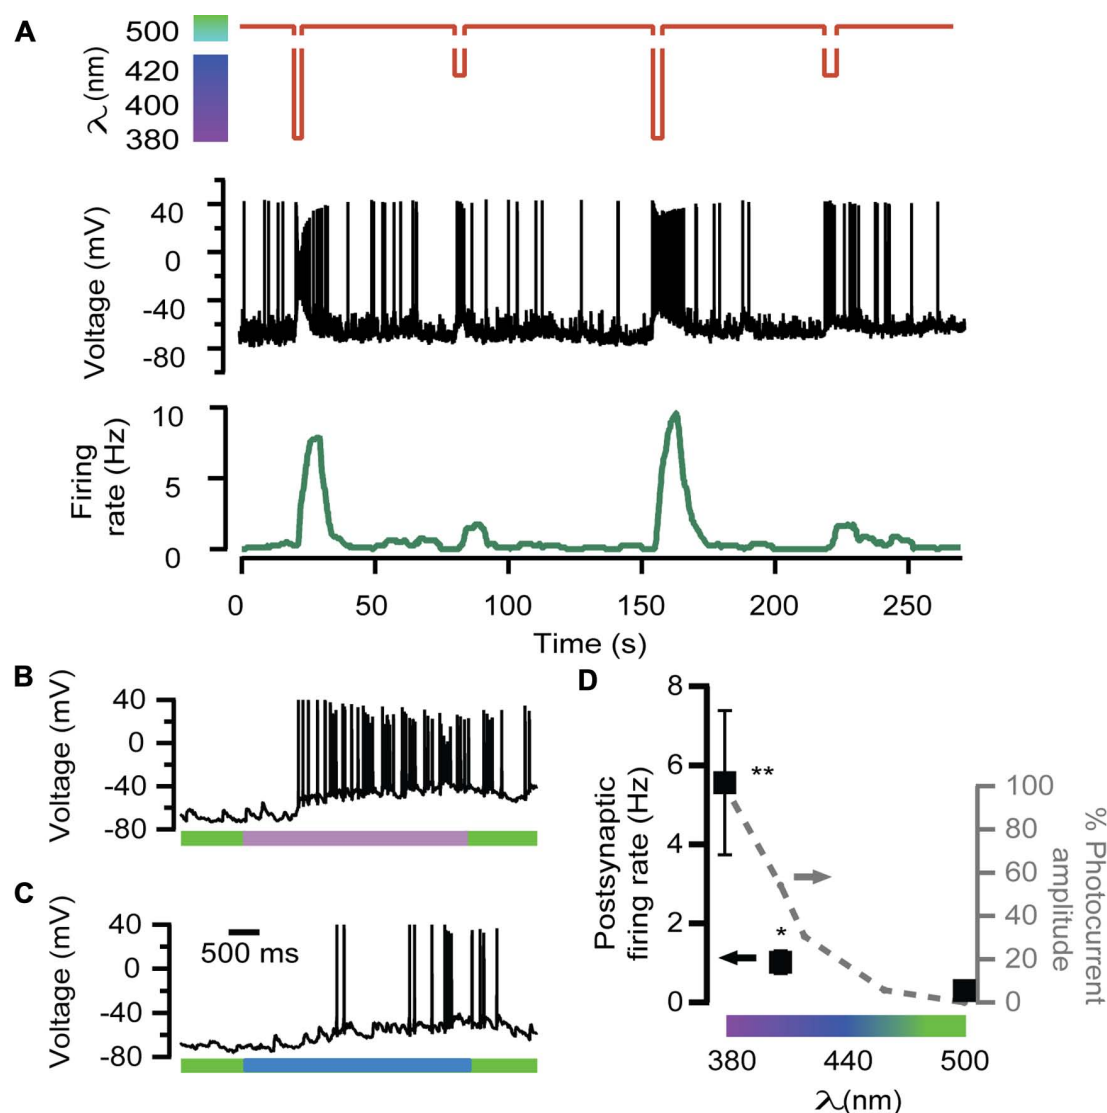 A
500
420
400
380
λ(nm)
Voltage (mV)
40
0
-40
-80
Firing
rate (Hz)
10
5
0
0 50 100 150 200 250
Time (s)
B
Voltage (mV)
40
0
-40
-80
C
Voltage (mV)
40
0
-40
-80
500 ms
D
Postsynaptic
firing rate (Hz)
8
6
4
2
0
**
*
100
80
60
40
20
0
% Photocurrent
amplitude
380 440 500
λ(nm)